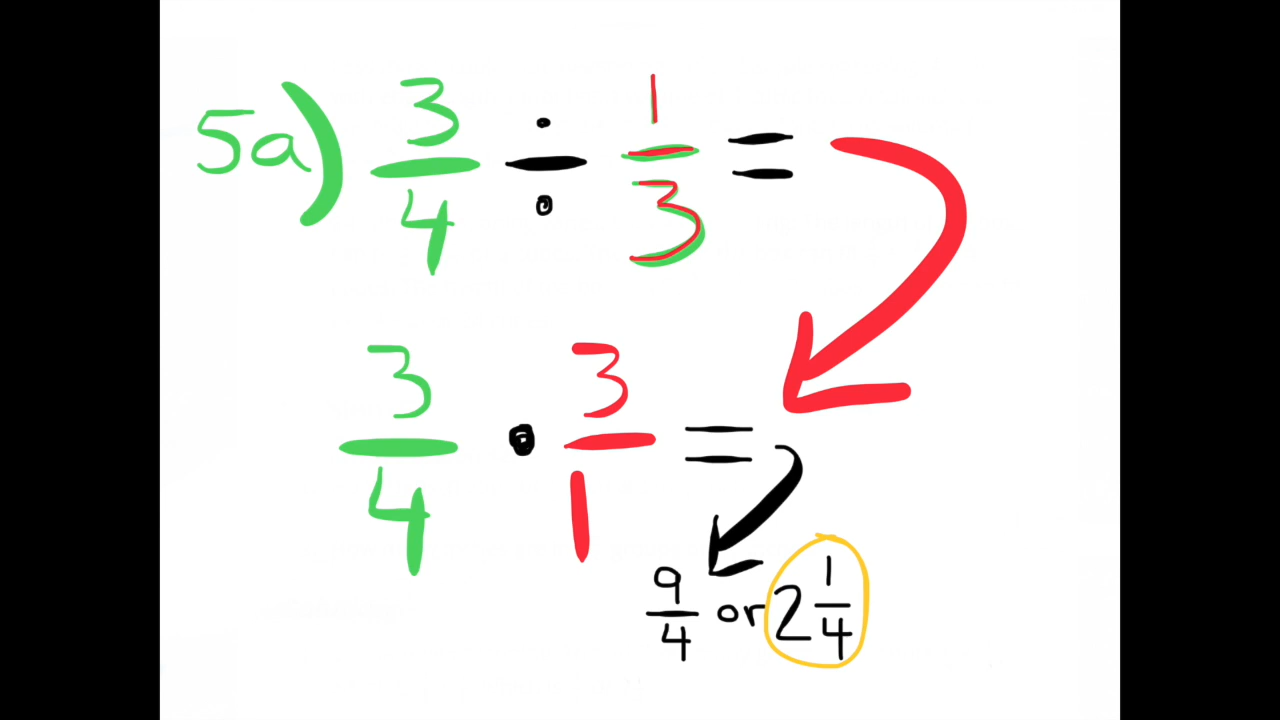 5a) 3/4 ÷ 1/3 =
3/4 • 3/1 =
9/4 or 2 1/4